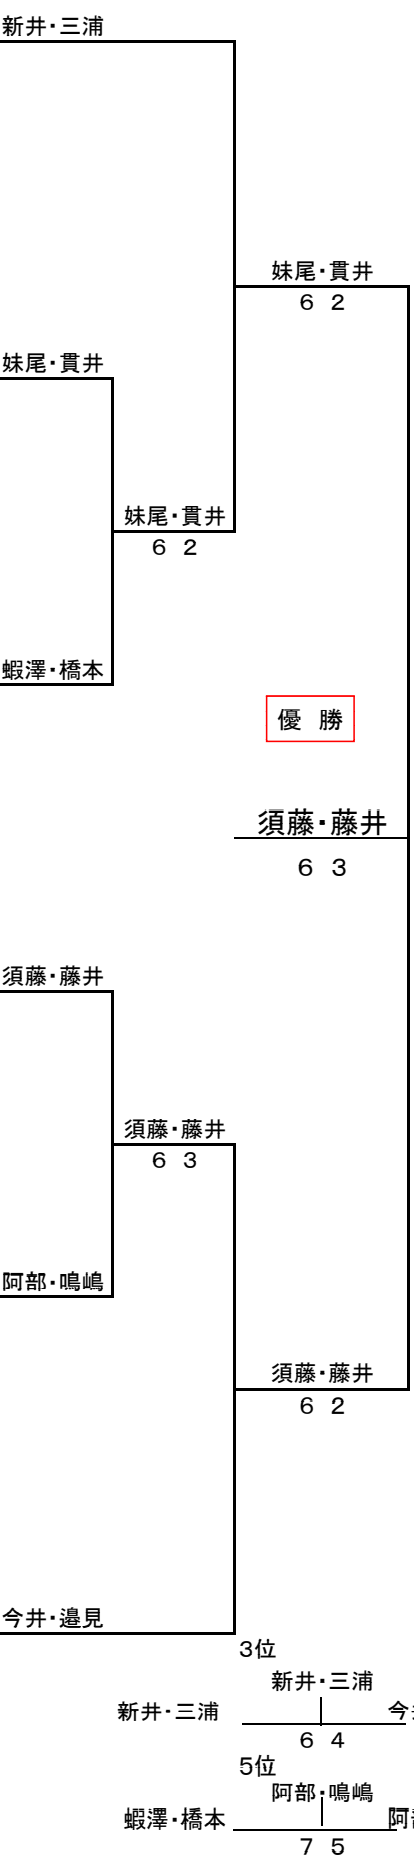 新井・三浦
妹尾・貫井
６ ２
妹尾・貫井
妹尾・貫井
６ ２
蝦澤・橋本
優 勝
須藤・藤井
６ ３
須藤・藤井
須藤・藤井
６ ３
阿部・鳴嶋
須藤・藤井
６ ２
今井・邉見
３位
新井・三浦
新井・三浦 今
６ ４
５位
阿部・鳴嶋
蝦澤・橋本 阿
７ ５